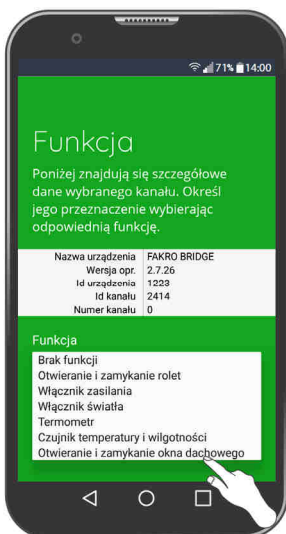 71% 14:00
Funkcja
Poniżej znajdują się szczegółowe
dane wybranego kanału. Określ
jego przeznaczenie wybierając
odpowiednią funkcję.
Nazwa urządzenia FAKRO BRIDGE
Wersja opr. 2.7.26
Id urządzenia 1223
Id kanału 2414
Numer kanału 0
Funkcja
Brak funkcji
Otwieranie i zamykanie rolet
Włącznik zasilania
Włącznik światła
Termometr
Czujnik temperatury i wilgotności
Otwieranie i zamykanie okna dachowego